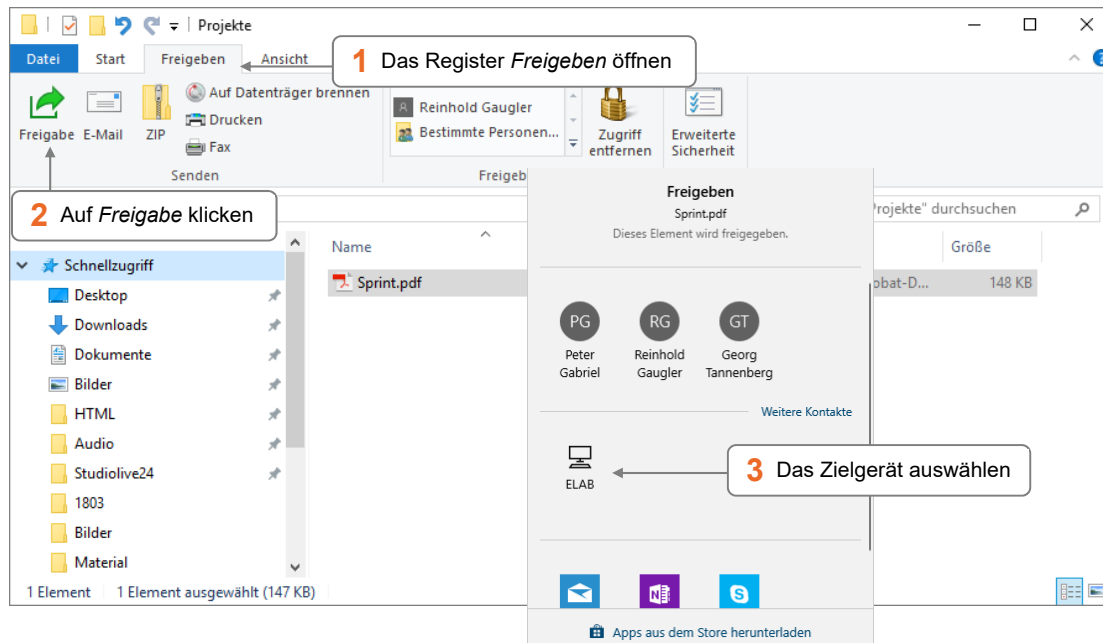 Projekte
Datei Start Freigeben Ansicht
1 Das Register Freigeben öffnen
Freigabe E-Mail ZIP
Auf Datenträger brennen
Drucken
Fax
Senden
Reinhold Gaugler
Bestimmte Personen...
Freigeb
Zugriff
entfernen
Erweiterte
Sicherheit
2 Auf Freigabe klicken
Projekte" durchsuchen
Name Größe
Sprint.pdf obat-D... 148 KB
Schnellzugriff
Desktop
Downloads
Dokumente
Bilder
HTML
Audio
Studiolive24
1803
Bilder
Material
Freigeben
Sprint.pdf
Dieses Element wird freigegeben.
PG RG GT
Peter
Gabriel
Reinhold
Gaugler
Georg
Tannenberg
Weitere Kontakte
ELAB
3 Das Zielgerät auswählen
Apps aus dem Store herunterladen
1 Element 1 Element ausgewählt (147 KB)